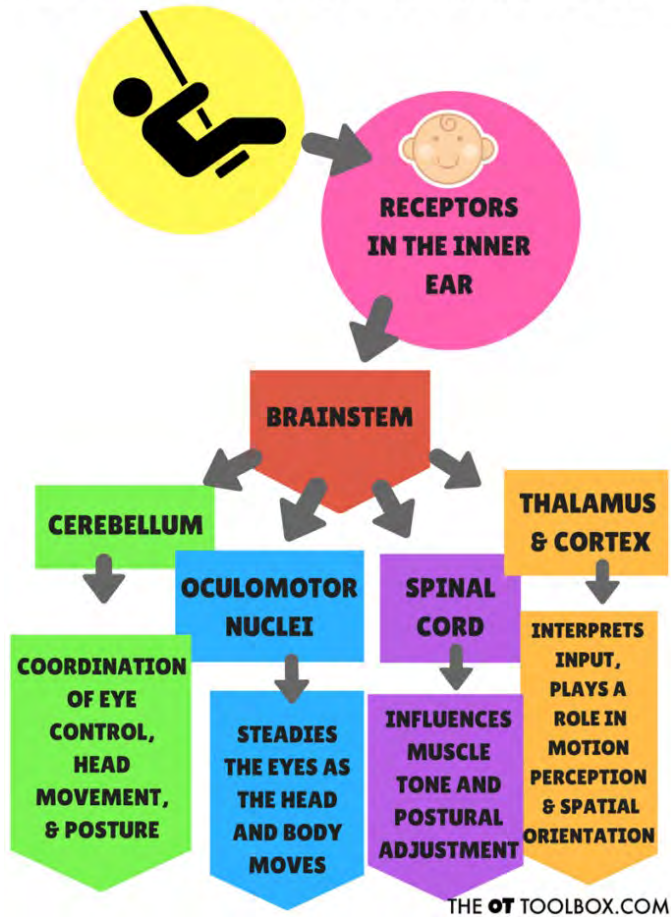 RECEPTORS
IN THE INNER
EAR
BRAINSTEM
CEREBELLUM
OCULOMOTOR
NUCLEI
SPINAL
CORD
THALAMUS
& CORTEX
COORDINATION
OF EYE
CONTROL,
HEAD
MOVEMENT,
& POSTURE
STEADIES
THE EYES AS
THE HEAD
AND BODY
MOVES
INFLUENCES
MUSCLE
TONE AND
POSTURAL
ADJUSTMENT
INTERPRETS
INPUT,
PLAYS A
ROLE IN
MOTION
PERCEPTION
& SPATIAL
ORIENTATION
THE OT TOOLBOX.COM